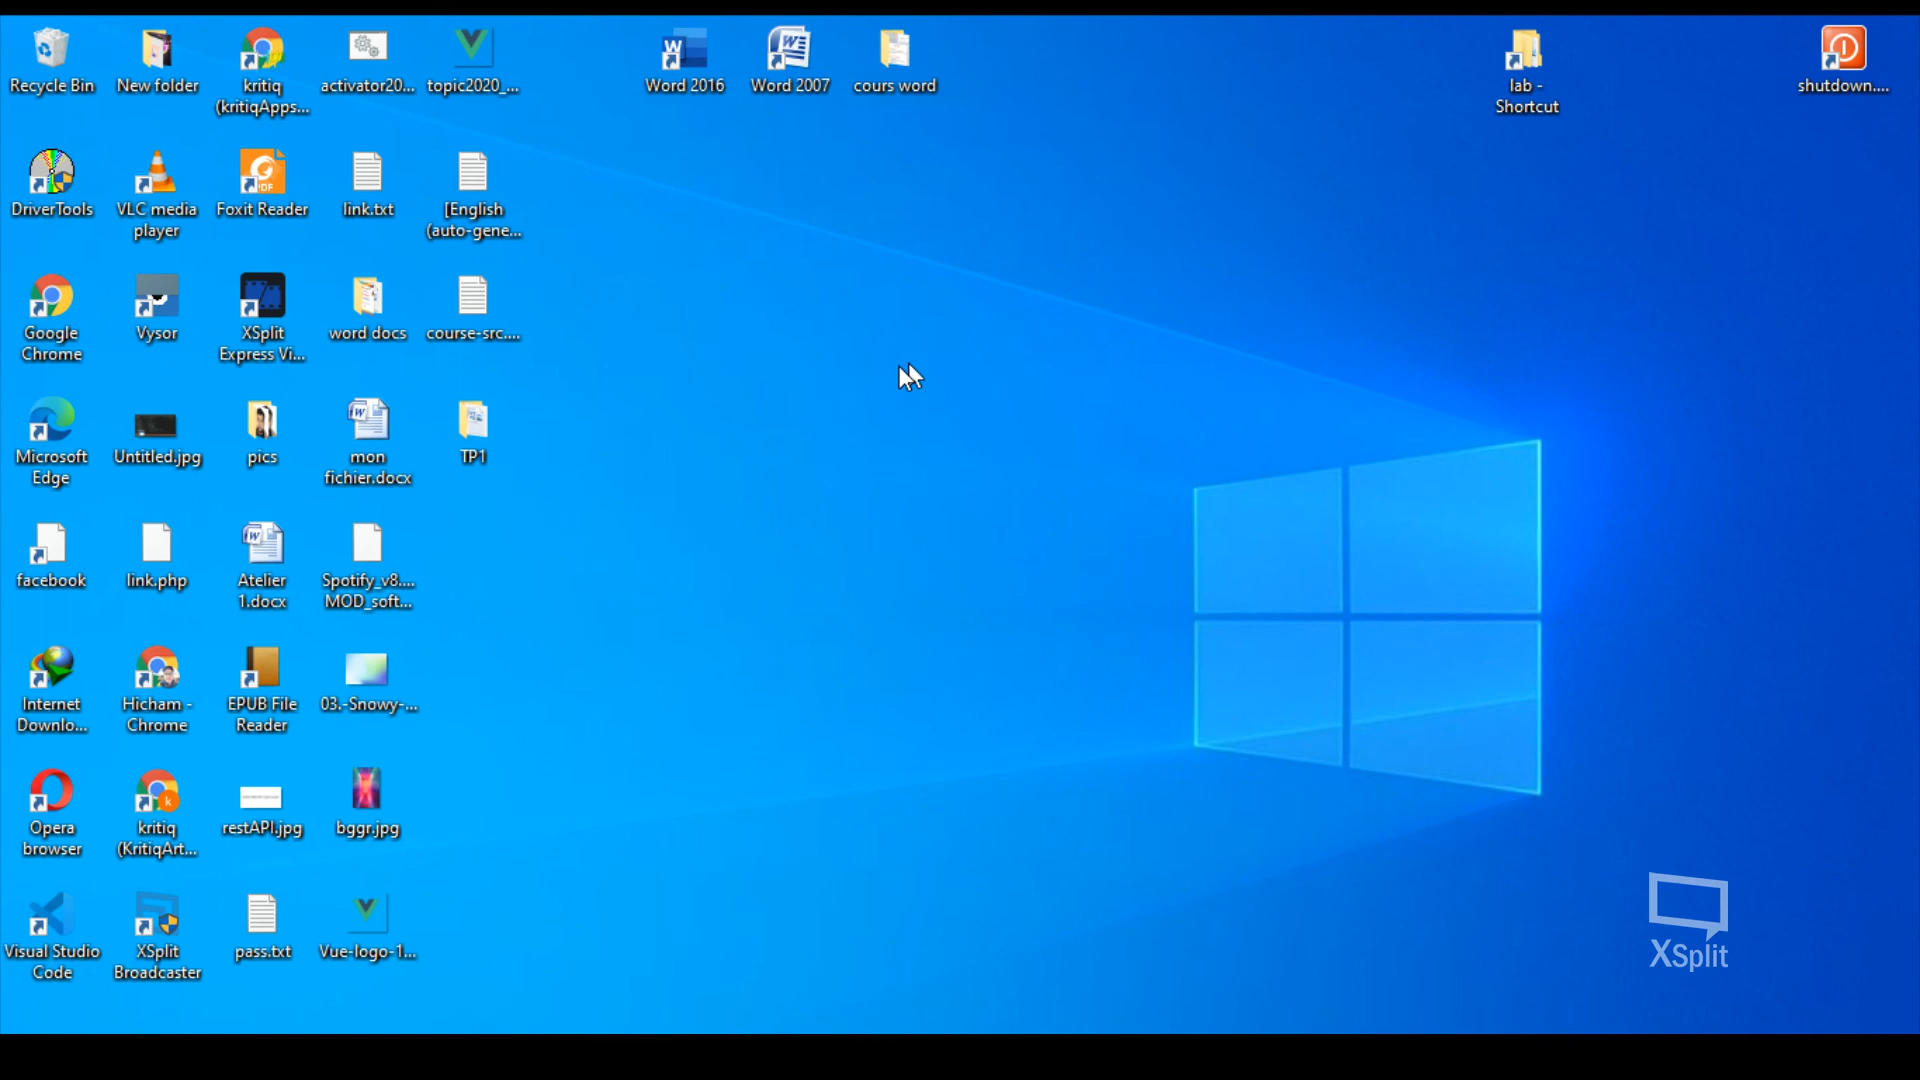 Recycle Bin
New folder
kritiq
(kritiqApps...
activator20...
topic2020_...
Word 2016
Word 2007
cours word
lab -
Shortcut
shutdown....
DriverTools
VLC media
player
Foxit Reader
link.txt
[English
(auto-gene...
Google
Chrome
Vysor
XSplit
Express Vi...
word docs
course-src....
Microsoft
Edge
Untitled.jpg
pics
mon
fichier.docx
TP1
facebook
link.php
Atelier
1.docx
Spotify_v8....
MOD_soft...
Internet
Downlo...
Hicham -
Chrome
EPUB File
Reader
03.-Snowy-...
Opera
browser
kritiq
(KritiqArt...
restAPI.jpg
bggr.jpg
Visual Studio
Code
XSplit
Broadcaster
pass.txt
Vue-logo-1...
XSplit